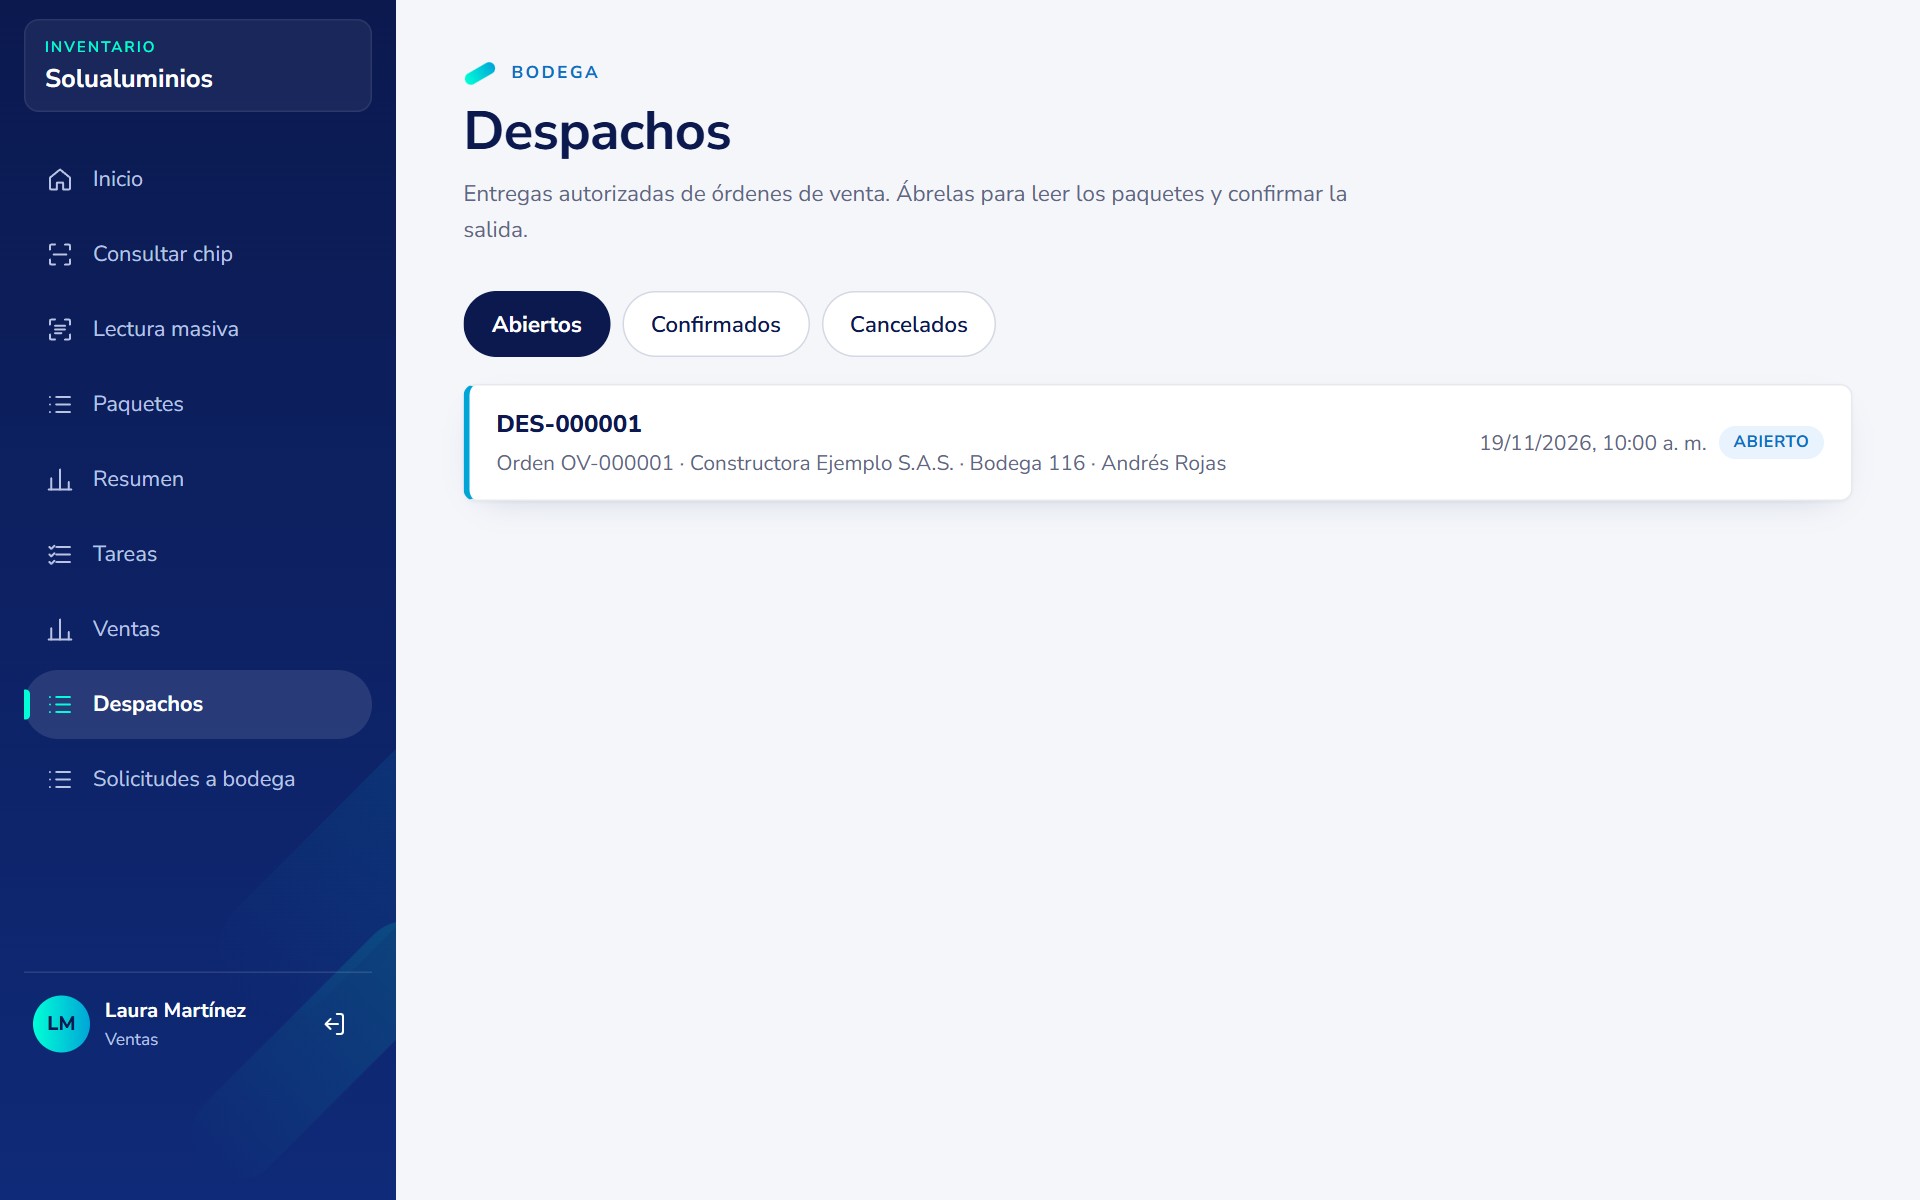 INVENTARIO
Solualuminios
Inicio
Consultar chip
Lectura masiva
Paquetes
Resumen
Tareas
Ventas
Despachos
Solicitudes a bodega
LM
Laura Martínez
Ventas
BODEGA
Despachos
Entregas autorizadas de órdenes de venta. Ábrelas para leer los paquetes y confirmar la
salida.
Abiertos
Confirmados
Cancelados
DES-000001
Orden OV-000001 · Constructora Ejemplo S.A.S. · Bodega 116 · Andrés Rojas
19/11/2026, 10:00 a. m.
ABIERTO